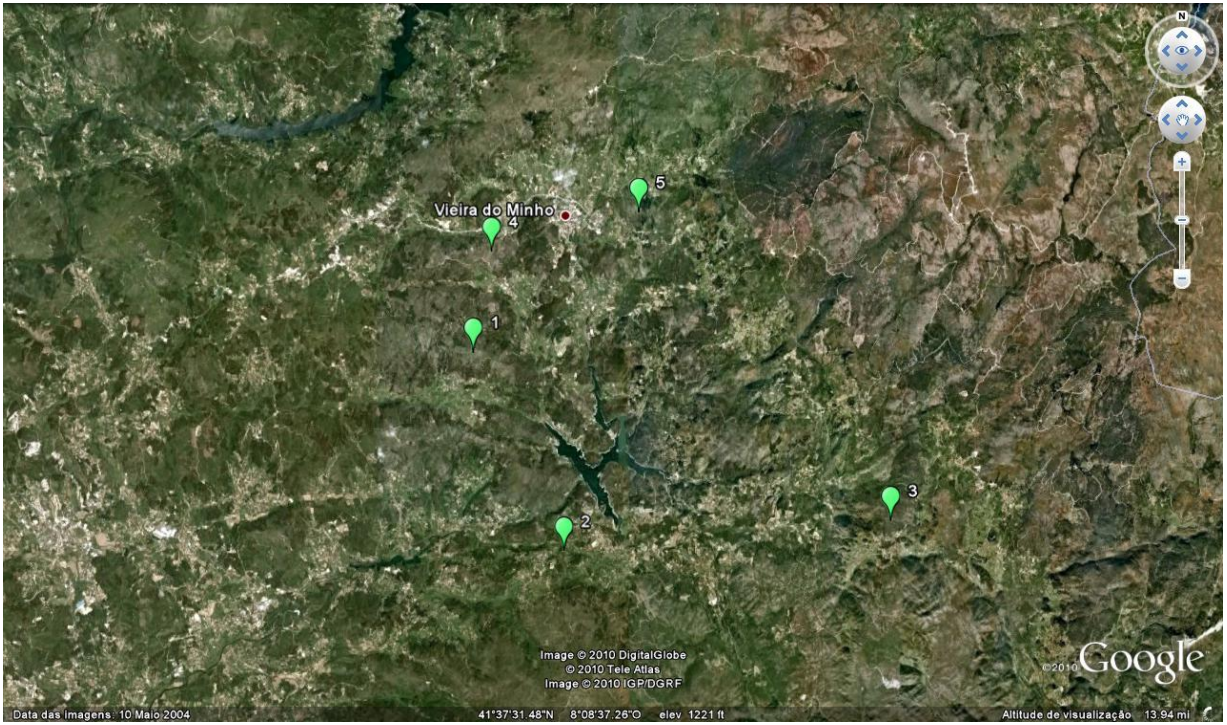 N
5
Vieira do Minho
4
1
3
2
Image © 2010 DigitalGlobe
© 2010 Tele Atlas
Image © 2010 IGP/DGRF
©2010 Google
Data das imagens: 10 Maio 2004 41°37'31.48"N 8°08'37.26"O elev 1221 ft Altitude de visualização 13.94 mi